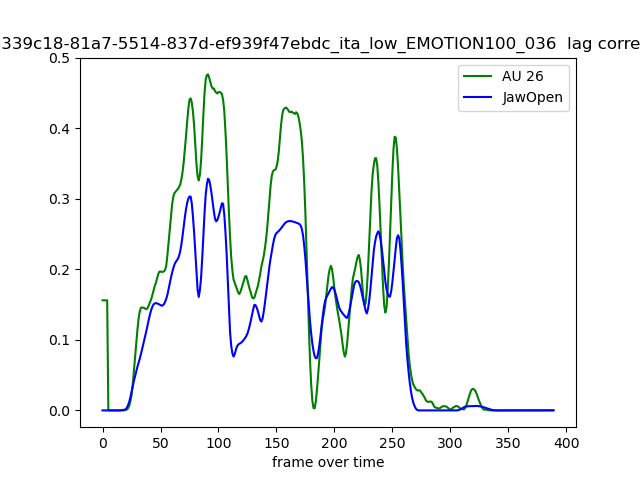 339c18-81a7-5514-837d-ef939f47ebdc_ita_low_EMOTION100_036  lag corre
0.5
AU 26
JawOpen
0.4
0.3
0.2
0.1
0.0
0 50 100 150 200 250 300 350 400
frame over time